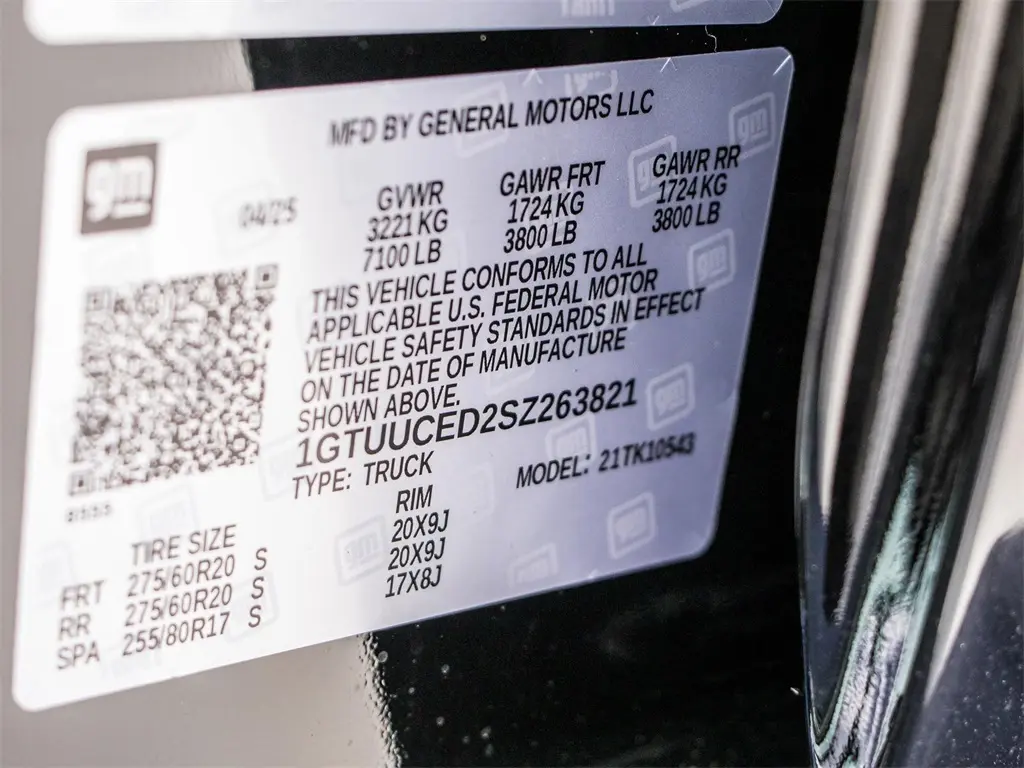 MFD BY GENERAL MOTORS LLC
gm
04/25
GVWR
3221 KG
7100 LB
GAWR FRT
1724 KG
3800 LB
GAWR RR
1724 KG
3800 LB
THIS VEHICLE CONFORMS TO ALL
APPLICABLE U.S. FEDERAL MOTOR
VEHICLE SAFETY STANDARDS IN EFFECT
ON THE DATE OF MANUFACTURE
SHOWN ABOVE.
1GTUUCED2SZ263821
TYPE: TRUCK MODEL: 21TK10543
TIRE SIZE RIM
FRT 275/60R20 S 20X9J
RR 275/60R20 S 20X9J
SPA 255/80R17 S 17X8J